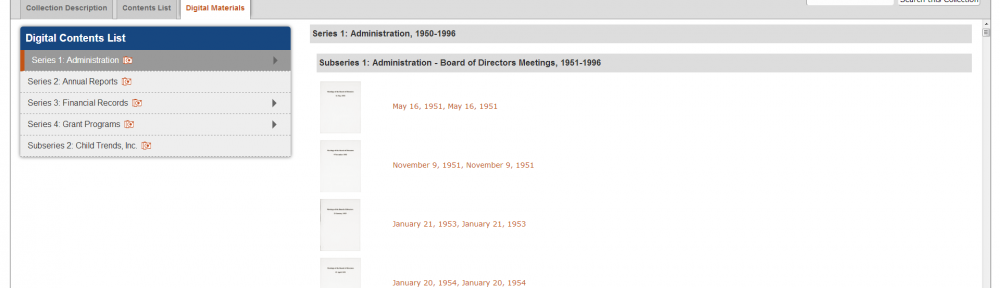 Collection Description
Contents List
Digital Materials
Search this Collection
Digital Contents List
Series 1: Administration
Series 2: Annual Reports
Series 3: Financial Records
Series 4: Grant Programs
Subseries 2: Child Trends, Inc.
Series 1: Administration, 1950-1996
Subseries 1: Administration - Board of Directors Meetings, 1951-1996
May 16, 1951, May 16, 1951
November 9, 1951, November 9, 1951
January 21, 1953, January 21, 1953
January 20, 1954, January 20, 1954